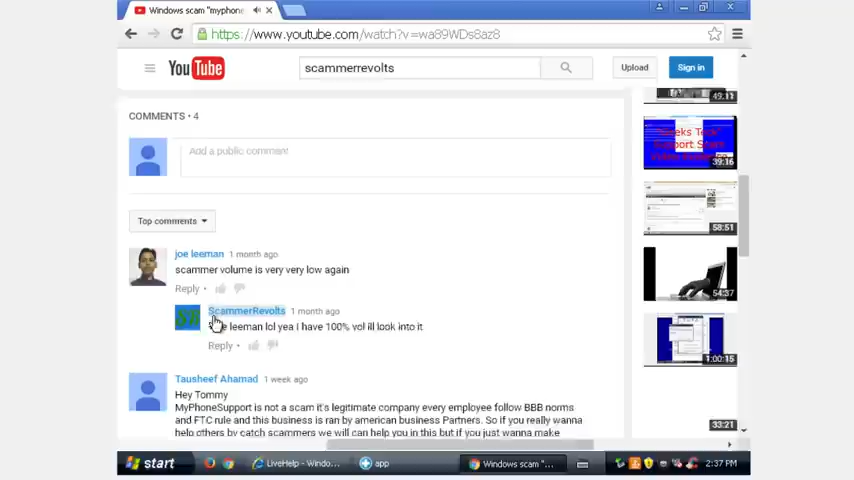 Windows scam "myphone
https://www.youtube.com/watch?v=wa89WDs8az8
YouTube
scammerrevolts
Upload
Sign in
COMMENTS • 4
Add a public comment
Top comments
joe leeman 1 month ago
scammer volume is very very low again
Reply •
ScammerRevolts 1 month ago
leeman lol yea I have 100% vol ill look into it
Reply •
Tausheef Ahamad 1 week ago
Hey Tommy
MyPhoneSupport is not a scam it's legitimate company every employee follow BBB norms
and FTC rule and this business is ran by american business Partners. So if you really wanna
help others by catch scammers we will can help you in this but if you just wanna make
49:11
"Geeks Tech"
Support Scam
39:16
58:51
54:37
1:00:15
33:21
start
LiveHelp - Windo...
app
Windows scam "...
2:37 PM